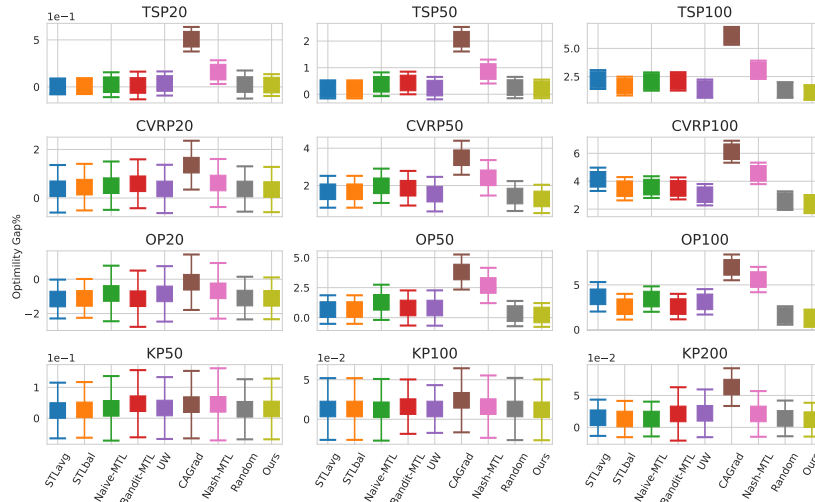 TSP20
TSP50
TSP100
1e−1
5
0
2
1
0
5.0
2.5
CVRP20
CVRP50
CVRP100
2
0
4
2
6
4
2
Optimility Gap%
OP20
OP50
OP100
0
−2
5.0
2.5
0.0
5
0
KP50
KP100
KP200
1e−1
1e−2
1e−2
1
0
5
0
5
0
STLavg
STLbal
Naive-MTL
Bandit-MTL
UW
CAGrad
Nash-MTL
Random
Ours
STLavg
STLbal
Naive-MTL
Bandit-MTL
UW
CAGrad
Nash-MTL
Random
Ours
STLavg
STLbal
Naive-MTL
Bandit-MTL
UW
CAGrad
Nash-MTL
Random
Ours